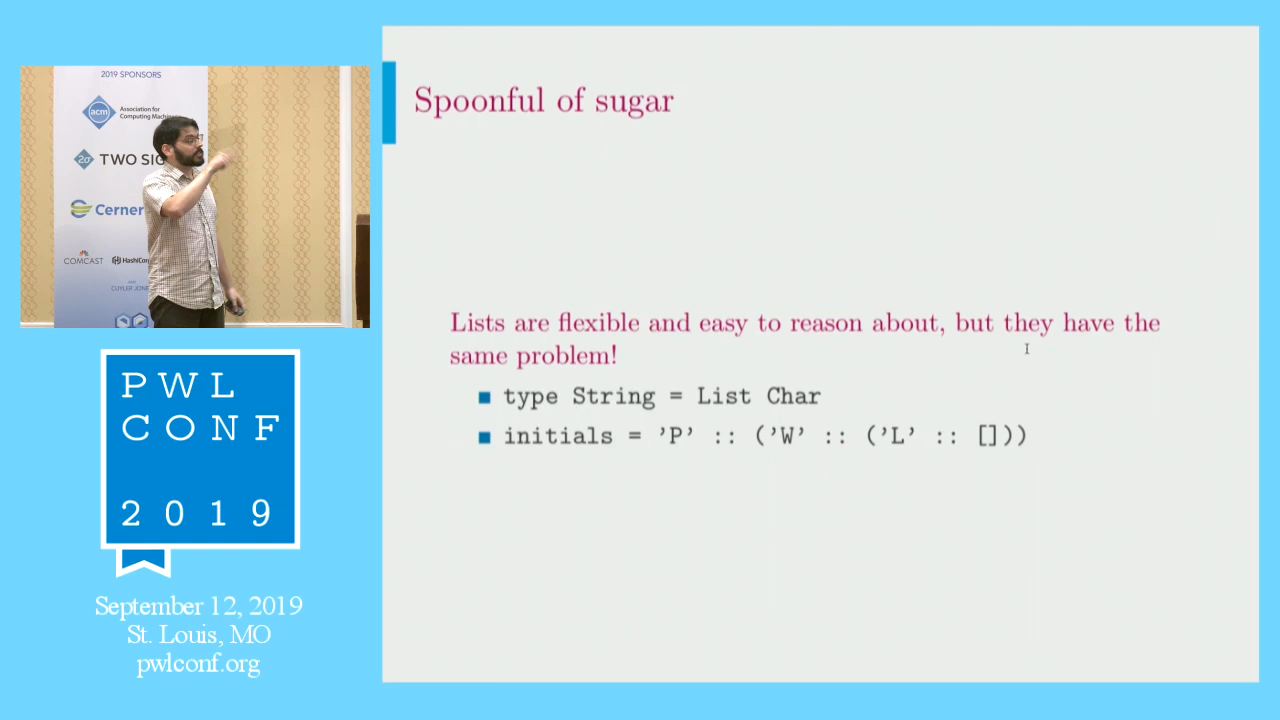 2019 SPONSORS
acm
Association for
Computing
2σ TWO
Cerner
COMCAST
AND
Spoonful of sugar
Lists are flexible and easy to reason about, but they have the
same problem!
type String = List Char
initials = ’P’ :: (’W’ :: (’L’ :: []))
PWL
CONF
2019
September 12, 2019
St. Louis, MO
pwlconf.org